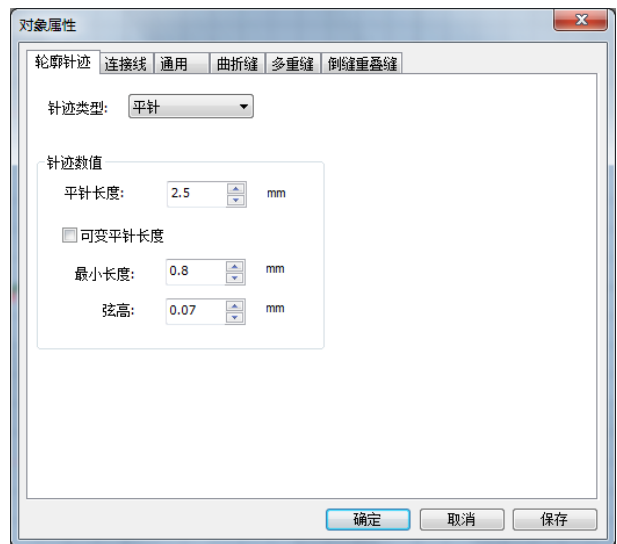 对象属性
轮廓针迹 连接线 通用 曲折缝 多重缝 倒缝重叠缝
针迹类型: 平针
针迹数值
平针长度: 2.5 mm
可变平针长度
最小长度: 0.8 mm
弦高: 0.07 mm
确定 取消 保存